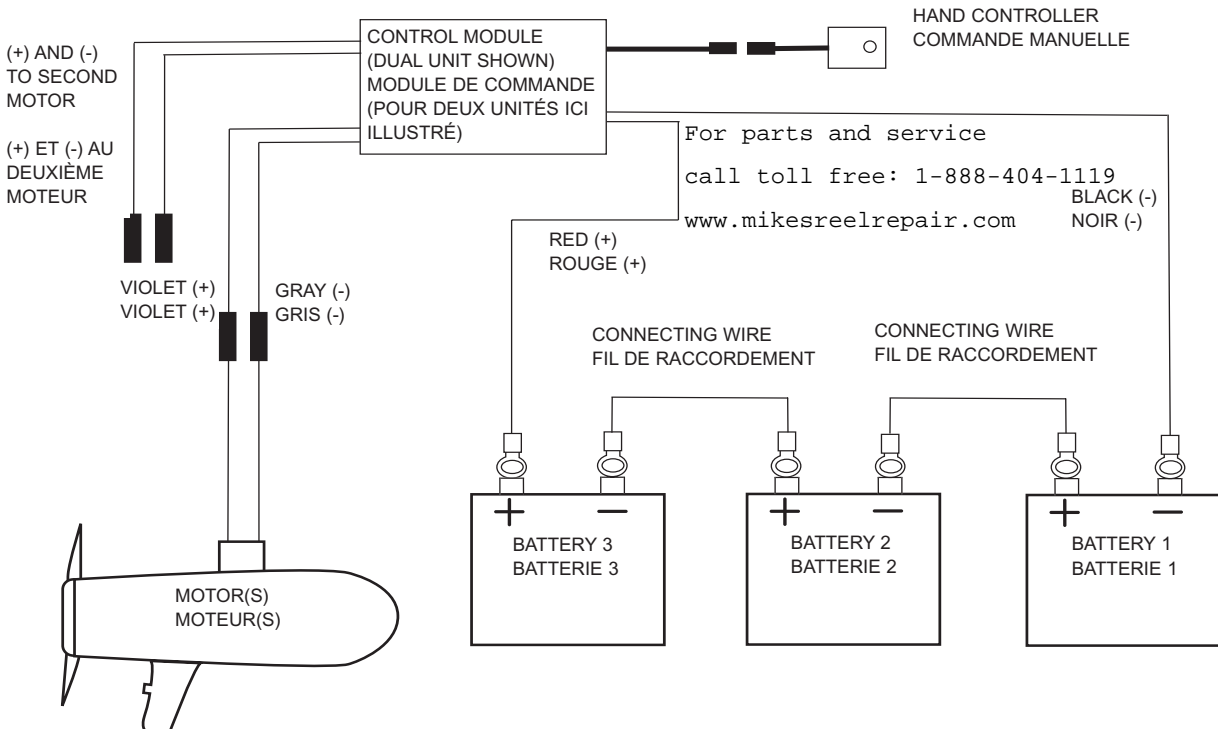 (+) AND (-)
TO SECOND
MOTOR
(+) ET (-) AU
DEUXIÈME
MOTEUR
CONTROL MODULE
(DUAL UNIT SHOWN)
MODULE DE COMMANDE
(POUR DEUX UNITÉS ICI
ILLUSTRÉ)
HAND CONTROLLER
COMMANDE MANUELLE
For parts and service
call toll free: 1-888-404-1119
www.mikesreelrepair.com
BLACK (-)
NOIR (-)
RED (+)
ROUGE (+)
VIOLET (+)
VIOLET (+)
GRAY (-)
GRIS (-)
CONNECTING WIRE
FIL DE RACCORDEMENT
CONNECTING WIRE
FIL DE RACCORDEMENT
+
—
+
—
+
—
BATTERY 3
BATTERIE 3
BATTERY 2
BATTERIE 2
BATTERY 1
BATTERIE 1
MOTOR(S)
MOTEUR(S)